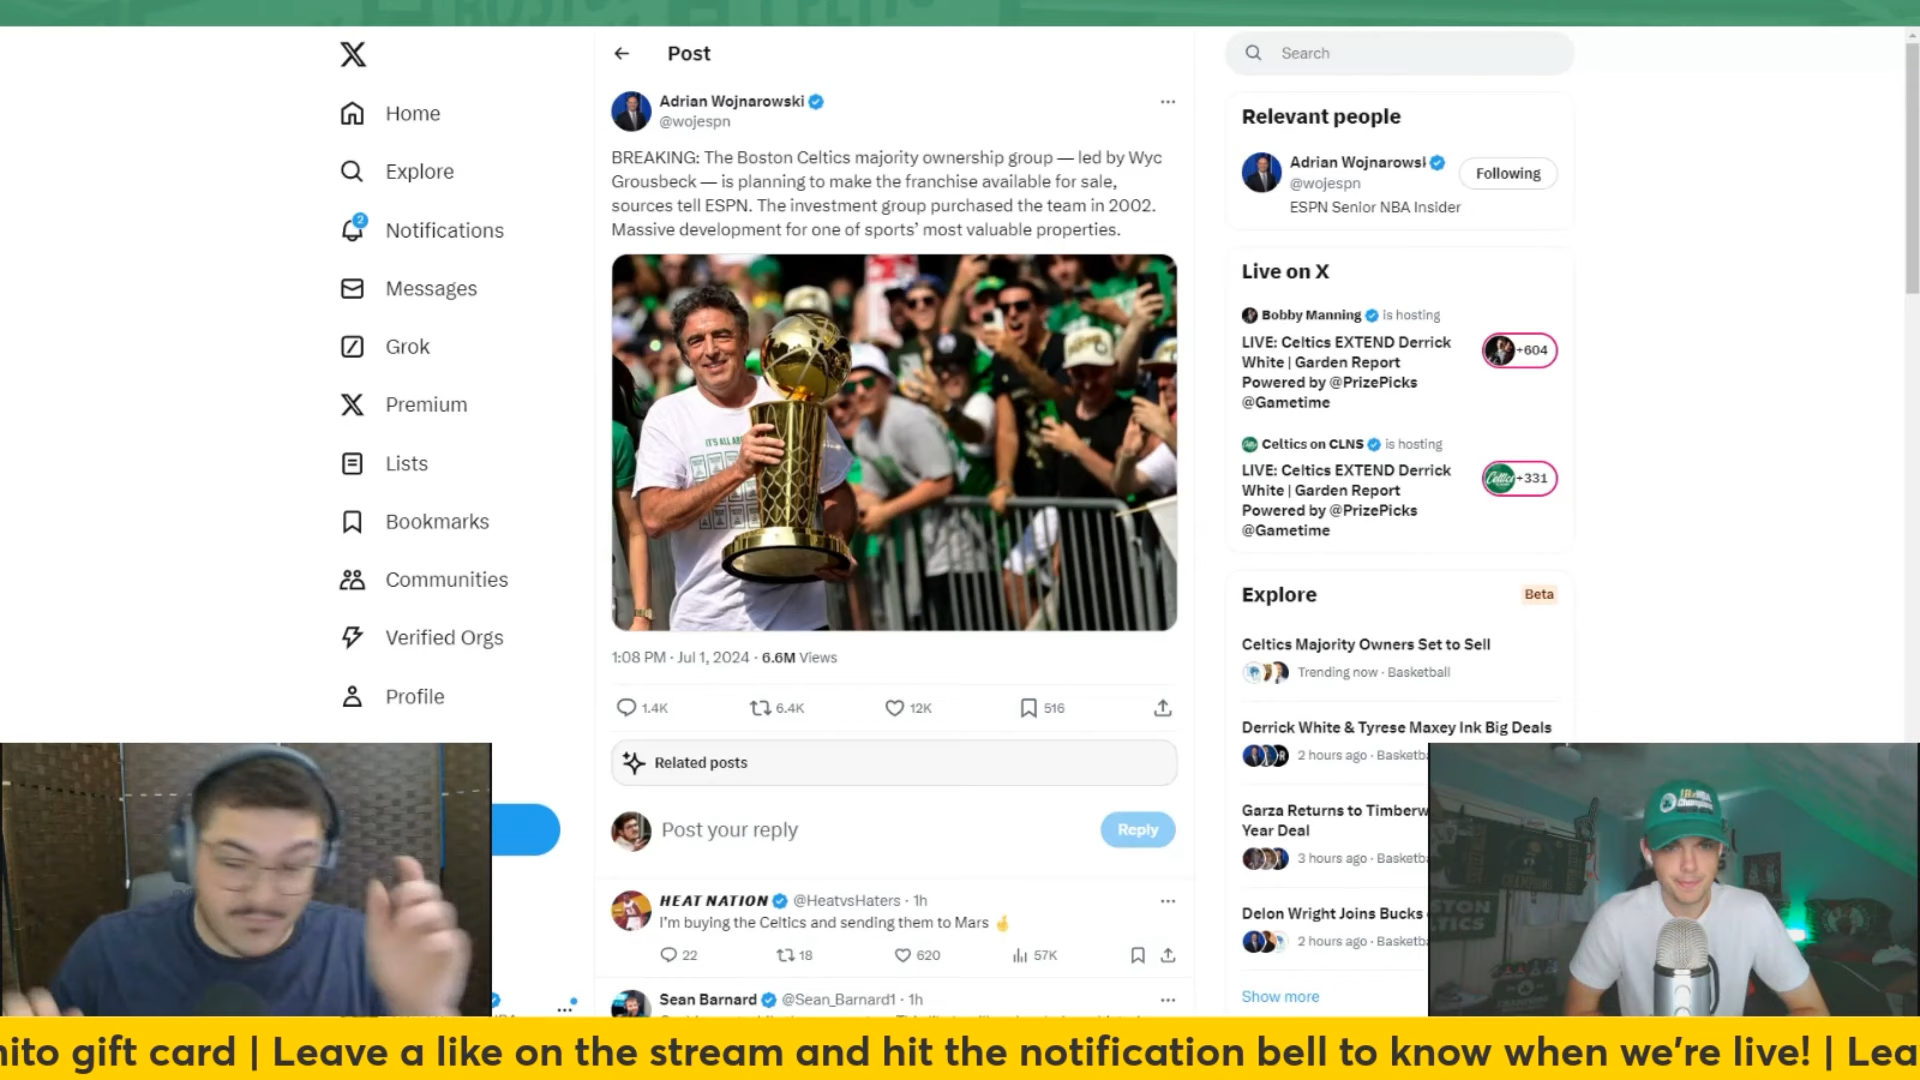 Home
Explore
2
Notifications
Messages
Grok
Premium
Lists
Bookmarks
Communities
Verified Orgs
Profile
Post
Adrian Wojnarowski
@wojespn
BREAKING: The Boston Celtics majority ownership group — led by Wyc
Grousbeck — is planning to make the franchise available for sale,
sources tell ESPN. The investment group purchased the team in 2002.
Massive development for one of sports' most valuable properties.
IT'S ALL
1:08 PM · Jul 1, 2024 · 6.6M Views
1.4K 6.4K 12K 516
Related posts
Post your reply
Reply
HEAT NATION @HeatvsHaters · 1h
I'm buying the Celtics and sending them to Mars
22 18 620 57K
Sean Barnard @Sean_Barnard1 · 1h
Search
Relevant people
Adrian Wojnarowski
@wojespn
Following
ESPN Senior NBA Insider
Live on X
Bobby Manning is hosting
LIVE: Celtics EXTEND Derrick
White | Garden Report
Powered by @PrizePicks
@Gametime
+604
Celtics on CLNS is hosting
LIVE: Celtics EXTEND Derrick
White | Garden Report
Powered by @PrizePicks
@Gametime
+331
Explore
Beta
Celtics Majority Owners Set to Sell
Trending now · Basketball
Derrick White & Tyrese Maxey Ink Big Deals
2 hours ago · Basketba
Garza Returns to Timberw
Year Deal
3 hours ago · Basketba
Delon Wright Joins Bucks
2 hours ago · Basketba
Show more
nito gift card | Leave a like on the stream and hit the notification bell to know when we're live! | Lea